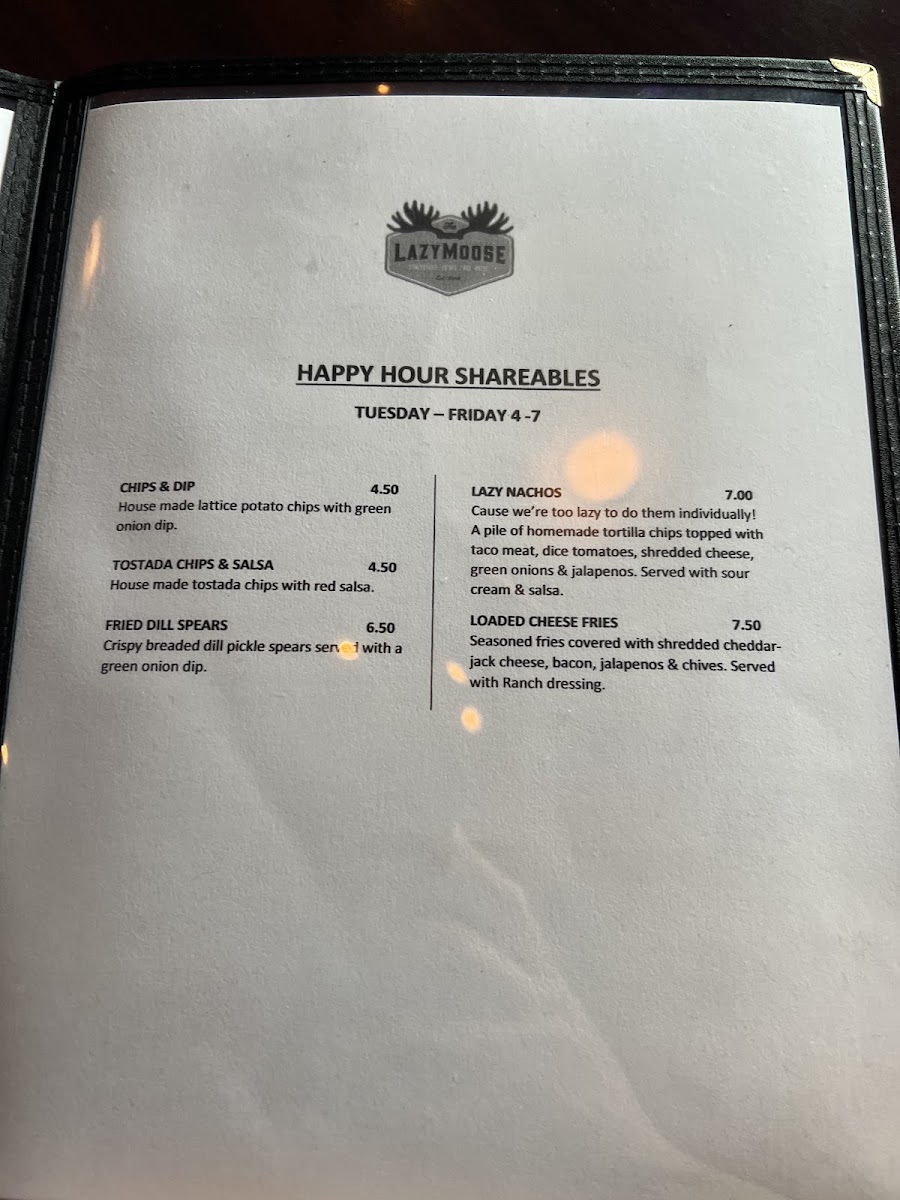 LAZYMOOSE
HAPPY HOUR SHAREABLES
TUESDAY – FRIDAY 4 -7
CHIPS & DIP 4.50
House made lattice potato chips with green
onion dip.
TOSTADA CHIPS & SALSA 4.50
House made tostada chips with red salsa.
FRIED DILL SPEARS 6.50
Crispy breaded dill pickle spears served with a
green onion dip.
LAZY NACHOS 7.00
Cause we're too lazy to do them individually!
A pile of homemade tortilla chips topped with
taco meat, dice tomatoes, shredded cheese,
green onions & jalapenos. Served with sour
cream & salsa.
LOADED CHEESE FRIES 7.50
Seasoned fries covered with shredded cheddar-
jack cheese, bacon, jalapenos & chives. Served
with Ranch dressing.